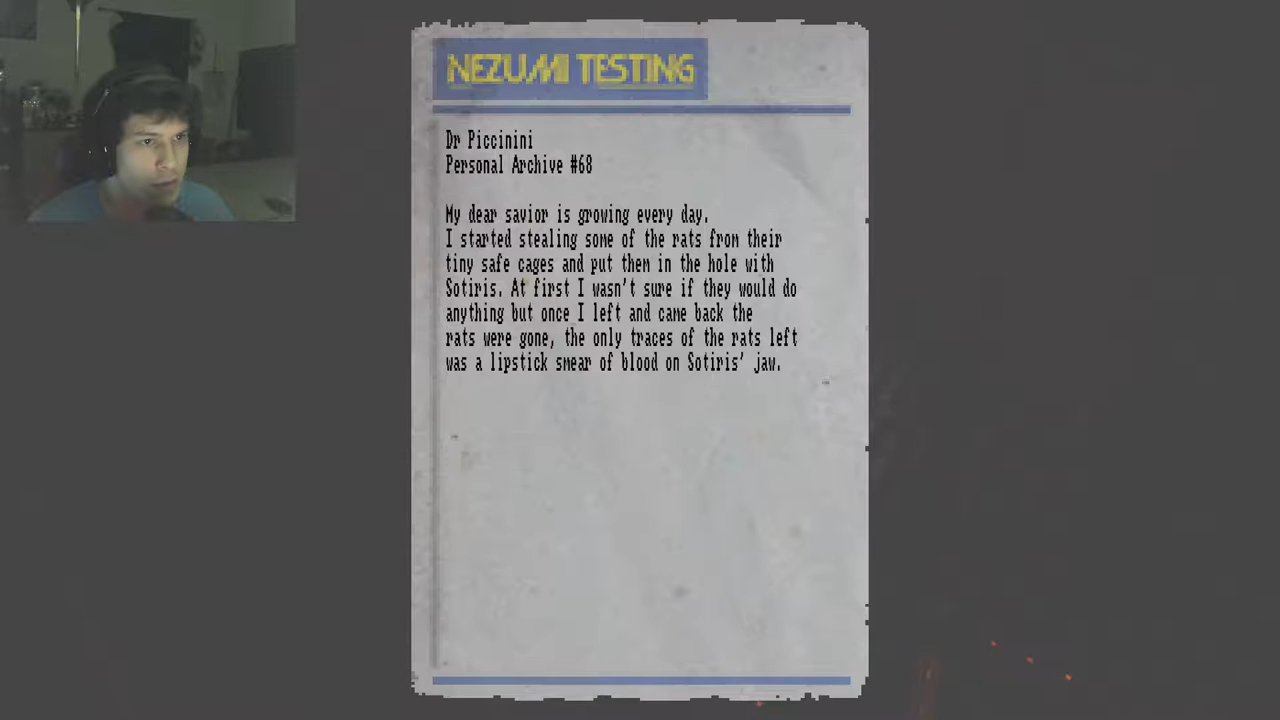 NEZUMI TESTING
Dr Piccinini
Personal Archive #68
My dear savior is growing every day.
I started stealing some of the rats from their
tiny safe cages and put them in the hole with
Sotiris. At first I wasn't sure if they would do
anything but once I left and came back the
rats were gone, the only traces of the rats left
was a lipstick smear of blood on Sotiris' jaw.